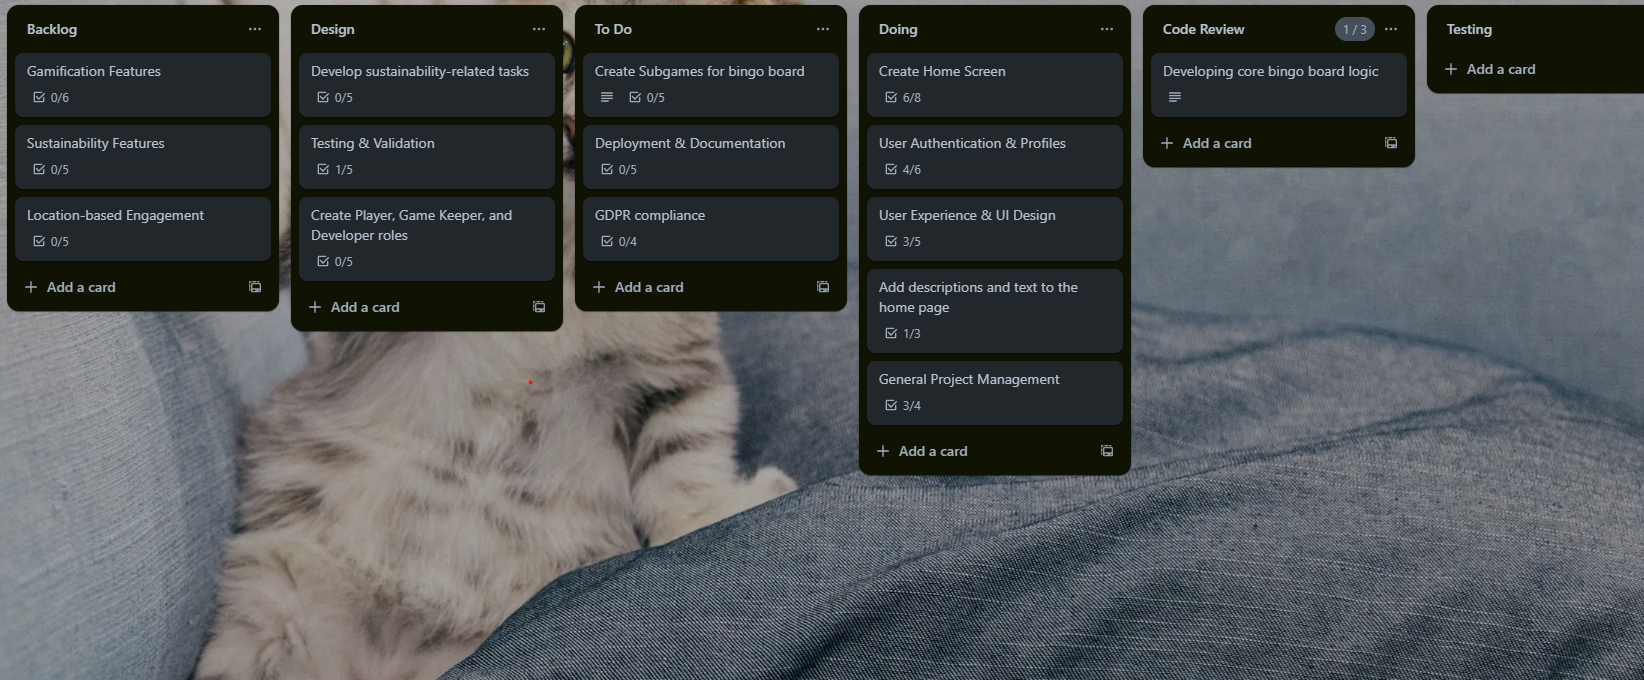 Backlog
Gamification Features
0/6
Sustainability Features
0/5
Location-based Engagement
0/5
Add a card
Design
Develop sustainability-related tasks
0/5
Testing & Validation
1/5
Create Player, Game Keeper, and
Developer roles
0/5
Add a card
To Do
Create Subgames for bingo board
0/5
Deployment & Documentation
0/5
GDPR compliance
0/4
Add a card
Doing
Create Home Screen
6/8
User Authentication & Profiles
4/6
User Experience & UI Design
3/5
Add descriptions and text to the
home page
1/3
General Project Management
3/4
Add a card
Code Review
1 / 3
Developing core bingo board logic
Add a card
Testing
Add a card